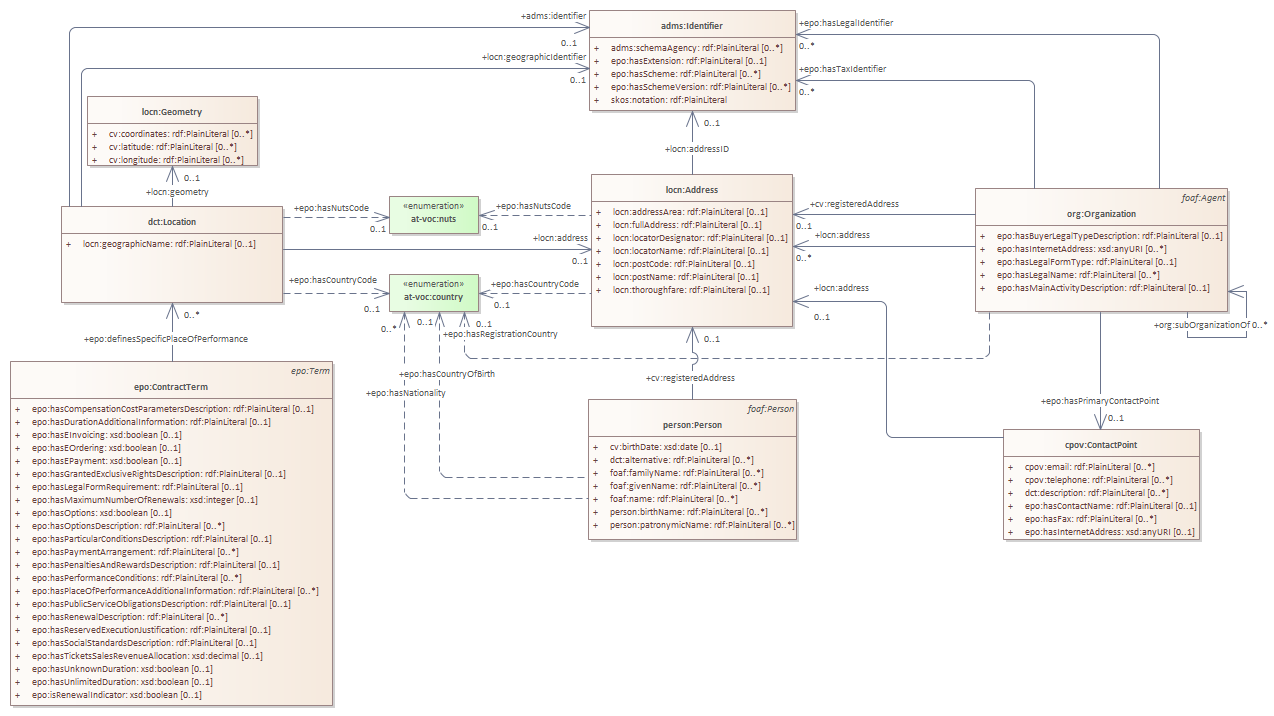 +adms:identifier
0..1
+locn:geographicIdentifier
0..1
adms:Identifier
+ adms:schemaAgency: rdf:PlainLiteral [0..*]
+ epo:hasExtension: rdf:PlainLiteral [0..1]
+ epo:hasScheme: rdf:PlainLiteral [0..*]
+ epo:hasSchemeVersion: rdf:PlainLiteral [0..*]
+ skos:notation: rdf:PlainLiteral
+epo:hasLegalIdentifier
0..*
+epo:hasTaxIdentifier
0..*
locn:Geometry
+ cv:coordinates: rdf:PlainLiteral [0..*]
+ cv:latitude: rdf:PlainLiteral [0..*]
+ cv:longitude: rdf:PlainLiteral [0..*]
0..1
+locn:geometry
0..1
+locn:addressID
dct:Location
+ locn:geographicName: rdf:PlainLiteral [0..1]
+epo:hasNutsCode
0..1
«enumeration»
at-voc:nuts
+epo:hasNutsCode
0..1
+locn:address
0..1
+epo:hasCountryCode
0..1
«enumeration»
at-voc:country
+epo:hasCountryCode
0..1
locn:Address
+ locn:addressArea: rdf:PlainLiteral [0..1]
+ locn:fullAddress: rdf:PlainLiteral [0..1]
+ locn:locatorDesignator: rdf:PlainLiteral [0..1]
+ locn:locatorName: rdf:PlainLiteral [0..1]
+ locn:postCode: rdf:PlainLiteral [0..1]
+ locn:postName: rdf:PlainLiteral [0..1]
+ locn:thoroughfare: rdf:PlainLiteral [0..1]
+cv:registeredAddress
0..1
+locn:address
0..*
+locn:address
0..1
foaf:Agent
org:Organization
+ epo:hasBuyerLegalTypeDescription: rdf:PlainLiteral [0..1]
+ epo:hasInternetAddress: xsd:anyURI [0..*]
+ epo:hasLegalFormType: rdf:PlainLiteral [0..1]
+ epo:hasLegalName: rdf:PlainLiteral [0..*]
+ epo:hasMainActivityDescription: rdf:PlainLiteral [0..1]
+org:subOrganizationOf 0..*
0..*
+epo:definesSpecificPlaceOfPerformance
0..*
0..1
0..1
+epo:hasRegistrationCountry
+epo:hasCountryOfBirth
+epo:hasNationality
0..1
+cv:registeredAddress
+epo:hasPrimaryContactPoint
0..1
epo:Term
epo:ContractTerm
+ epo:hasCompensationCostParametersDescription: rdf:PlainLiteral [0..1]
+ epo:hasDurationAdditionalInformation: rdf:PlainLiteral [0..1]
+ epo:hasEInvoicing: xsd:boolean [0..1]
+ epo:hasEOrdering: xsd:boolean [0..1]
+ epo:hasEPayment: xsd:boolean [0..1]
+ epo:hasGrantedExclusiveRightsDescription: rdf:PlainLiteral [0..1]
+ epo:hasLegalFormRequirement: rdf:PlainLiteral [0..1]
+ epo:hasMaximumNumberOfRenewals: xsd:integer [0..1]
+ epo:hasOptions: xsd:boolean [0..1]
+ epo:hasOptionsDescription: rdf:PlainLiteral [0..*]
+ epo:hasParticularConditionsDescription: rdf:PlainLiteral [0..1]
+ epo:hasPaymentArrangement: rdf:PlainLiteral [0..*]
+ epo:hasPenaltiesAndRewardsDescription: rdf:PlainLiteral [0..1]
+ epo:hasPerformanceConditions: rdf:PlainLiteral [0..*]
+ epo:hasPlaceOfPerformanceAdditionalInformation: rdf:PlainLiteral [0..*]
+ epo:hasPublicServiceObligationsDescription: rdf:PlainLiteral [0..1]
+ epo:hasRenewalDescription: rdf:PlainLiteral [0..*]
+ epo:hasReservedExecutionJustification: rdf:PlainLiteral [0..1]
+ epo:hasSocialStandardsDescription: rdf:PlainLiteral [0..1]
+ epo:hasTicketsSalesRevenueAllocation: xsd:decimal [0..1]
+ epo:hasUnknownDuration: xsd:boolean [0..1]
+ epo:hasUnlimitedDuration: xsd:boolean [0..1]
+ epo:isRenewalIndicator: xsd:boolean [0..1]
foaf:Person
person:Person
+ cv:birthDate: xsd:date [0..1]
+ dct:alternative: rdf:PlainLiteral [0..*]
+ foaf:familyName: rdf:PlainLiteral [0..*]
+ foaf:givenName: rdf:PlainLiteral [0..*]
+ foaf:name: rdf:PlainLiteral [0..*]
+ person:birthName: rdf:PlainLiteral [0..*]
+ person:patronymicName: rdf:PlainLiteral [0..*]
cpov:ContactPoint
+ cpov:email: rdf:PlainLiteral [0..*]
+ cpov:telephone: rdf:PlainLiteral [0..*]
+ dct:description: rdf:PlainLiteral [0..*]
+ epo:hasContactName: rdf:PlainLiteral [0..1]
+ epo:hasFax: rdf:PlainLiteral [0..*]
+ epo:hasInternetAddress: xsd:anyURI [0..1]